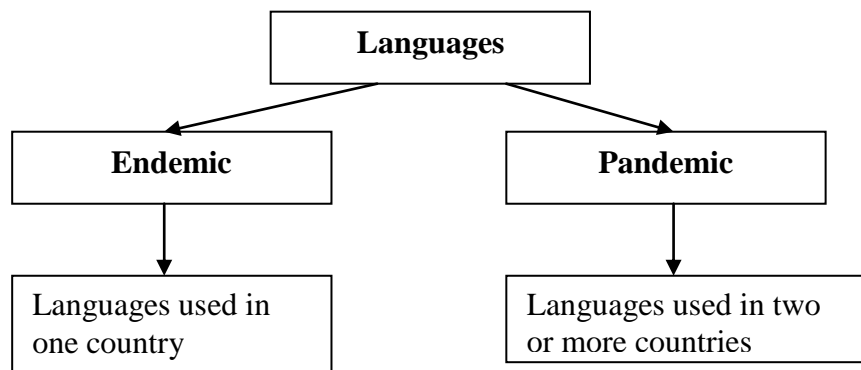 Languages
Endemic
Pandemic
Languages used in
one country
Languages used in two
or more countries